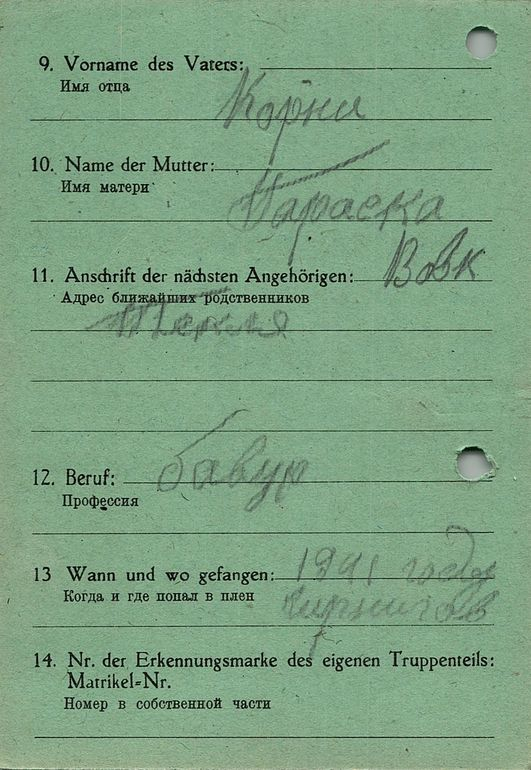 9. Vorname des Vaters:
Имя отца
Корни
10. Name der Mutter:
Имя матери
Параска
11. Anschrift der nächsten Angehörigen: Вовк
Адрес ближайших родственников
Текля
12. Beruf:
Профессия
13 Wann und wo gefangen: 1941 году
Когда и где попал в плен
14. Nr. der Erkennungsmarke des eigenen Truppenteils:
Matrikel=Nr.
Номер в собственной части